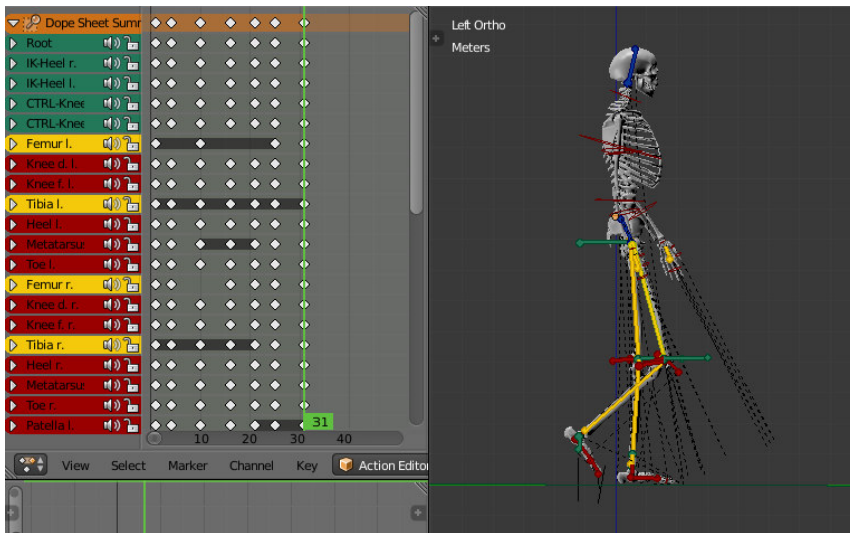 Dope Sheet Summ
Root
IK-Heel r.
IK-Heel l.
CTRL-Knee
CTRL-Knee
Femur l.
Knee d. l.
Knee f. l.
Tibia l.
Heel l.
Metatarsu
Toe l.
Femur r.
Knee d. r.
Knee f. r.
Tibia r.
Heel r.
Metatarsu
Toe r.
Patella l.
31
10 20 30 40
View Select Marker Channel Key Action Edito
Left Ortho
Meters